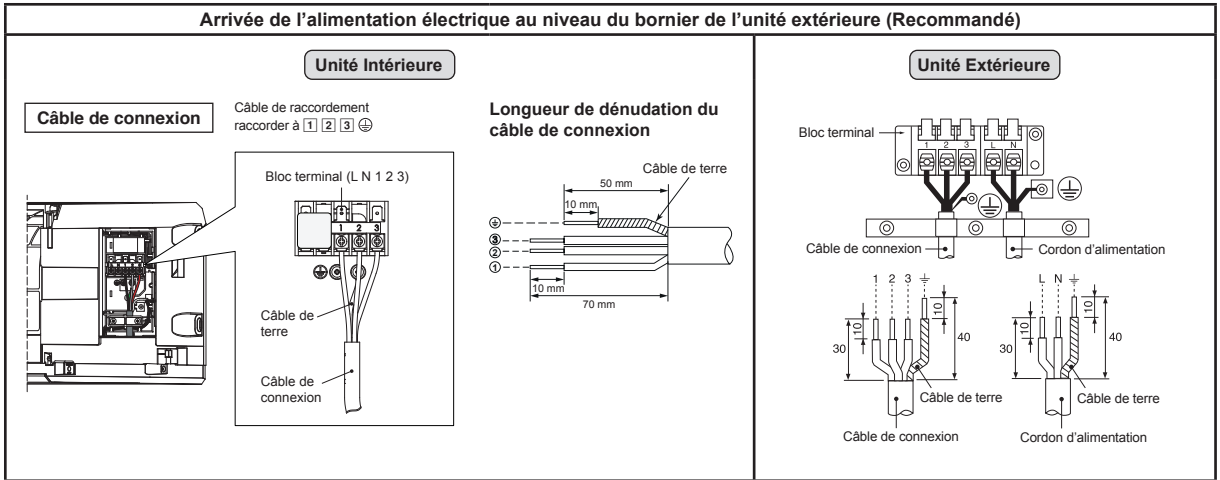 Arrivée de l'alimentation électrique au niveau du bornier de l'unité extérieure (Recommandé)
Unité Intérieure
Câble de connexion
Câble de raccordement
raccorder à 1 2 3 ⏚
Bloc terminal (L N 1 2 3)
1 2 3
Câble de
terre
Câble de
connexion
Longueur de dénudation du
câble de connexion
Câble de terre
50 mm
10 mm
③
②
①
10 mm
70 mm
Unité Extérieure
Bloc terminal
1 2 3 L N
Câble de connexion
Cordon d'alimentation
1 2 3
10
10
30
40
Câble de terre
Câble de connexion
L N
10
10
30
40
Câble de terre
Cordon d'alimentation